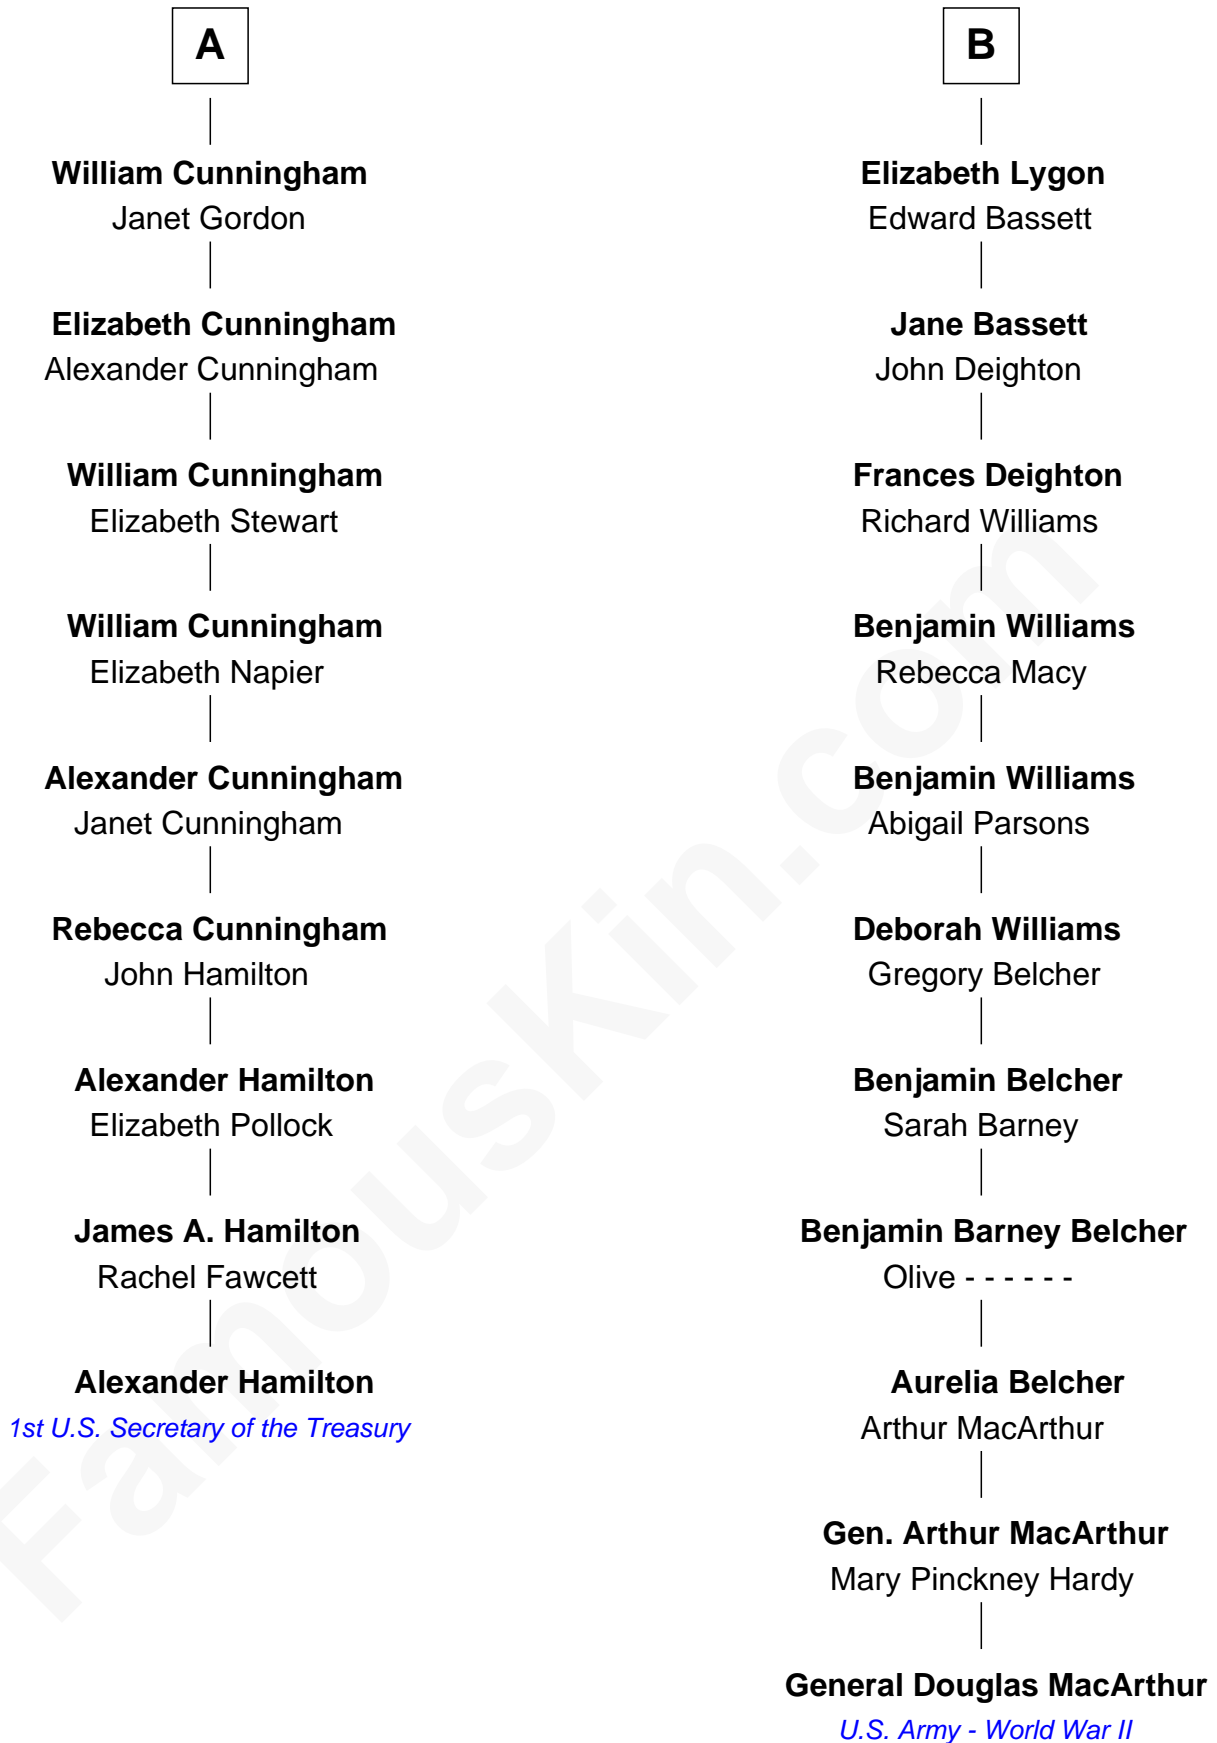 A
William Cunningham
Janet Gordon
Elizabeth Cunningham
Alexander Cunningham
William Cunningham
Elizabeth Stewart
William Cunningham
Elizabeth Napier
Alexander Cunningham
Janet Cunningham
Rebecca Cunningham
John Hamilton
Alexander Hamilton
Elizabeth Pollock
James A. Hamilton
Rachel Fawcett
Alexander Hamilton
1st U.S. Secretary of the Treasury
B
Elizabeth Lygon
Edward Bassett
Jane Bassett
John Deighton
Frances Deighton
Richard Williams
Benjamin Williams
Rebecca Macy
Benjamin Williams
Abigail Parsons
Deborah Williams
Gregory Belcher
Benjamin Belcher
Sarah Barney
Benjamin Barney Belcher
Olive - - - - - -
Aurelia Belcher
Arthur MacArthur
Gen. Arthur MacArthur
Mary Pinckney Hardy
General Douglas MacArthur
U.S. Army - World War II
FamousKin.com